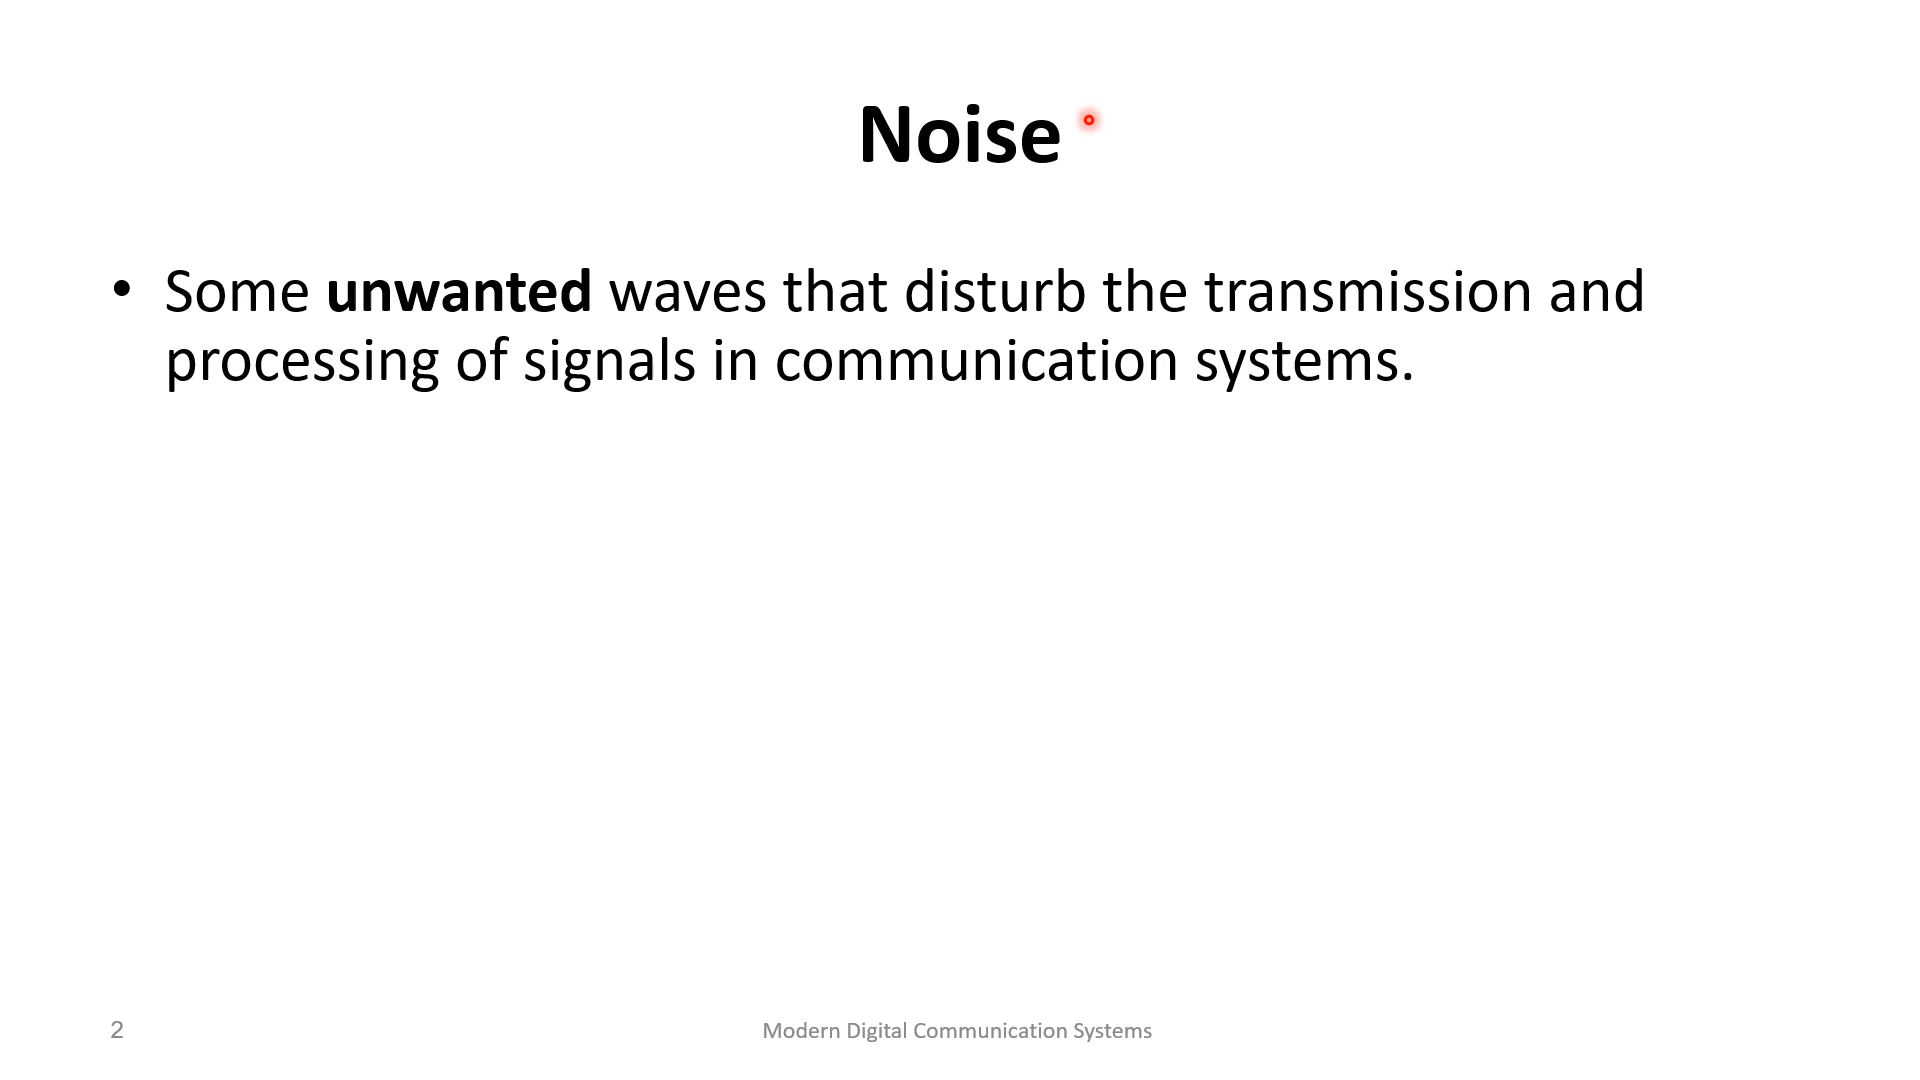 Noise
• Some unwanted waves that disturb the transmission and
processing of signals in communication systems.
2
Modern Digital Communication Systems